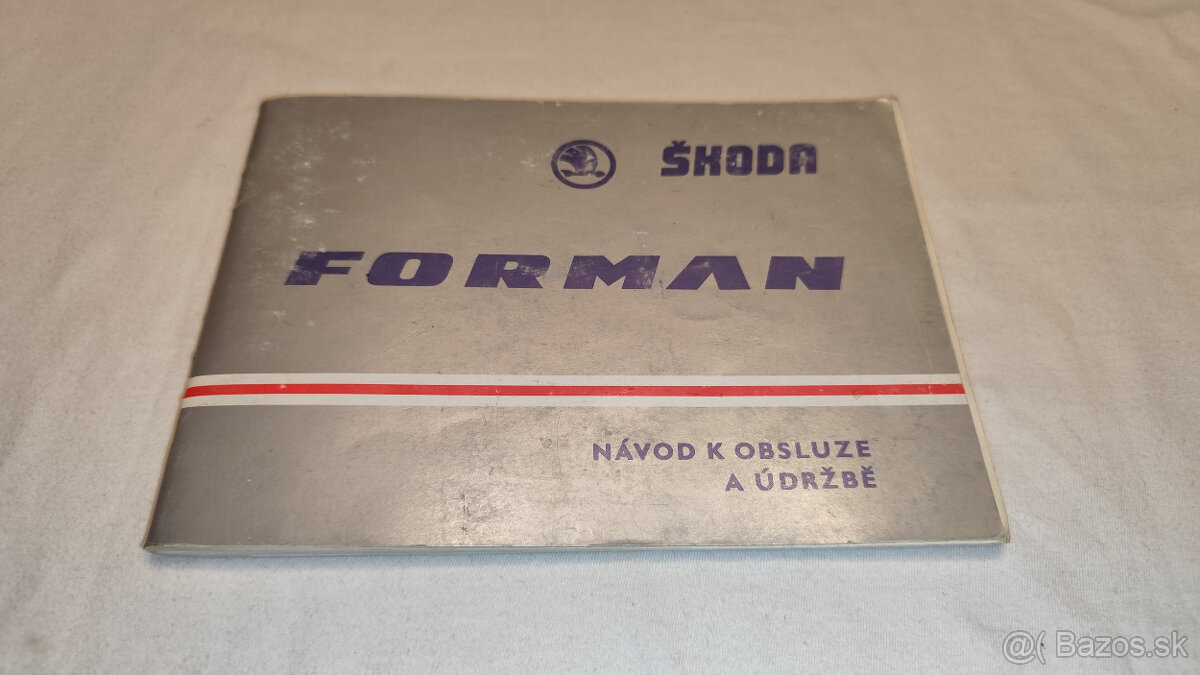 ŠKODA
FORMAN
NÁVOD K OBSLUZE
A ÚDRŽBĚ
@( Bazos.sk